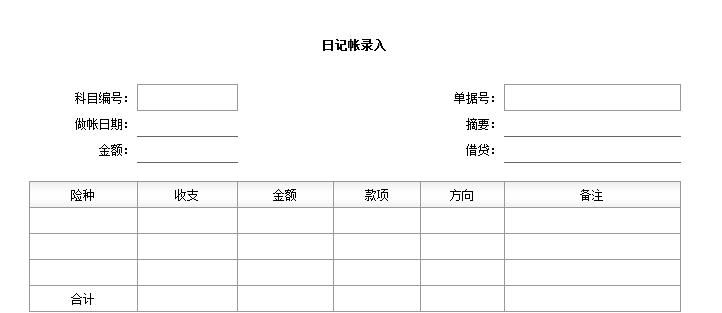 日记帐录入
科目编号： 单据号：
做帐日期： 摘要：
金额： 借贷：
险种 收支 金额 款项 方向 备注
合计